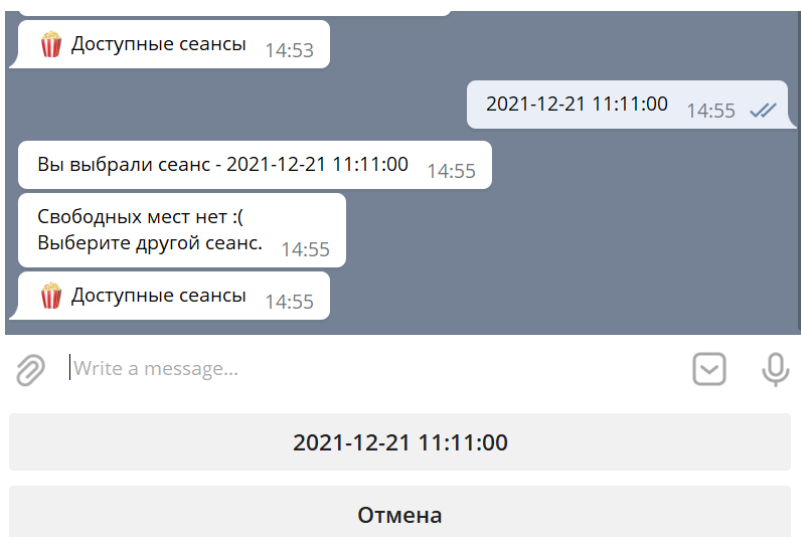 🍿 Доступные сеансы 14:53
2021-12-21 11:11:00 14:55
Вы выбрали сеанс - 2021-12-21 11:11:00 14:55
Свободных мест нет :(
Выберите другой сеанс. 14:55
🍿 Доступные сеансы 14:55
Write a message...
2021-12-21 11:11:00
Отмена